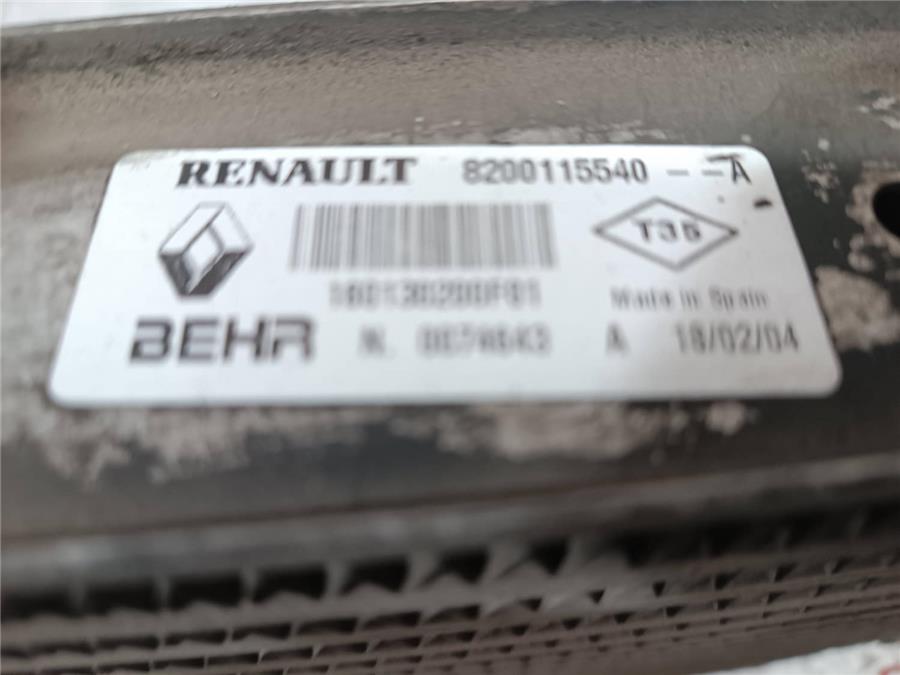 RENAULT 8200115540 -- A
T35
Made in Spain
BEHR N. A 18/02/04